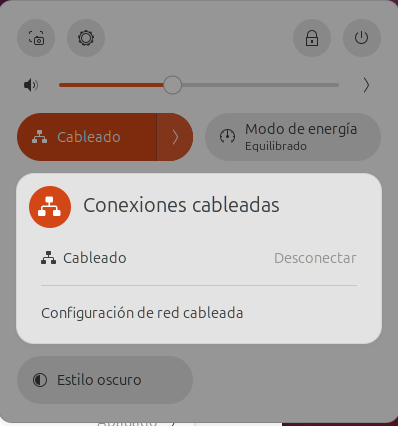 Cableado
Modo de energía
Equilibrado
Conexiones cableadas
Cableado
Desconectar
Configuración de red cableada
Estilo oscuro